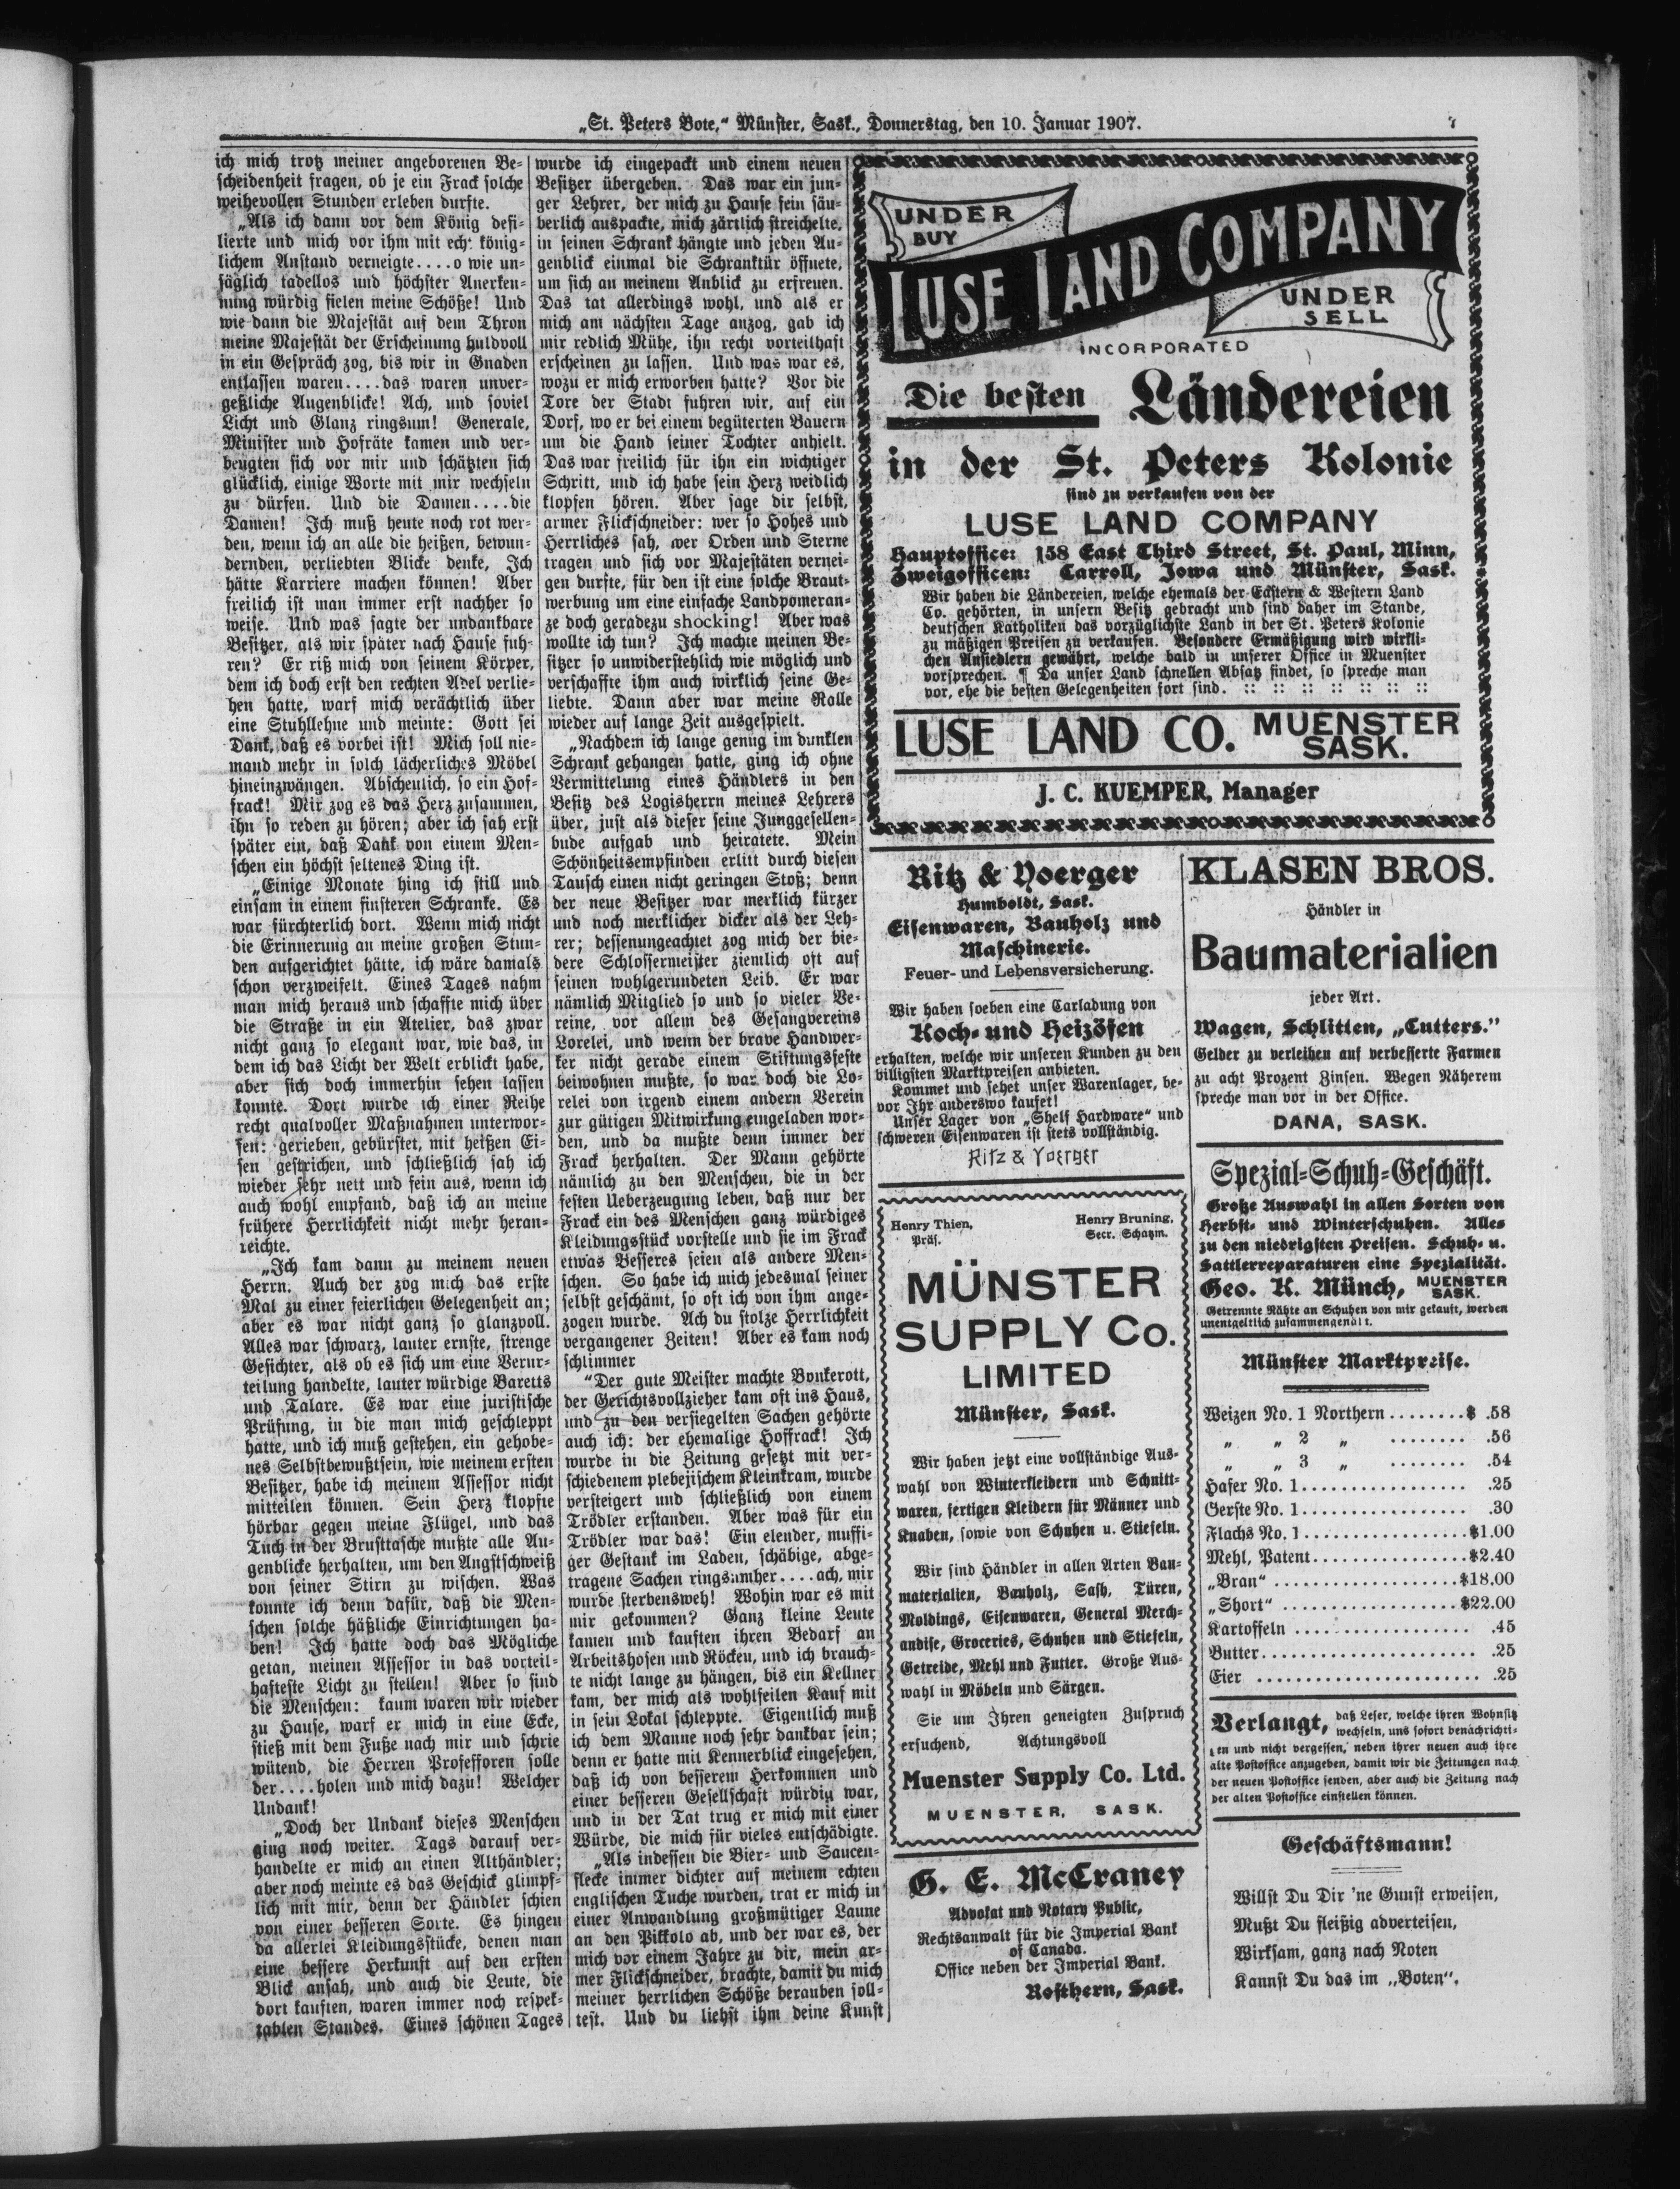 „St. Peters Bote,“ Münster, Sask., Donnerstag, den 10. Januar 1907.
7
ich mich trotz meiner angeborenen Be-
scheidenheit fragen, ob je ein Frack solche
weihevollen Stunden erleben durfte.
„Als ich dann vor dem König defi-
lierte und mich vor ihm mit echt könig-
lichem Anstand verneigte....o wie un-
säglich tadellos und höchster Anerken-
nung würdig fielen meine Schöße! Und
wie dann die Majestät auf dem Thron
meine Majestät der Erscheinung huldvoll
in ein Gespräch zog, bis wir in Gnaden
entlassen waren....das waren unver-
geßliche Augenblicke! Ach, und soviel
Licht und Glanz ringsum! Generale,
Minister und Hofräte kamen und ver-
beugten sich vor mir und schätzten sich
glücklich, einige Worte mit mir wechseln
zu dürfen. Und die Damen....die
Damen! Ich muß heute noch rot wer-
den, wenn ich an alle die heißen, bewun-
dernden, verliebten Blicke denke, Ich
hätte Karriere machen können! Aber
freilich ist man immer erst nachher so
weise. Und was sagte der undankbare
Besitzer, als wir später nach Hause fuh-
ren? Er riß mich von seinem Körper,
dem ich doch erst den rechten Adel verlie-
hen hatte, warf mich verächtlich über
eine Stuhllehne und meinte: Gott sei
Dank, daß es vorbei ist! Mich soll nie-
mand mehr in solch lächerliches Möbel
hineinzwängen. Abscheulich, so ein Hof-
frack! Mir zog es das Herz zusammen,
ihn so reden zu hören; aber ich sah erst
später ein, daß Dank von einem Men-
schen ein höchst seltenes Ding ist.
„Einige Monate hing ich still und
einsam in einem finsteren Schranke. Es
war fürchterlich dort. Wenn mich nicht
die Erinnerung an meine großen Stun-
den aufgerichtet hätte, ich wäre damals
schon verzweifelt. Eines Tages nahm
man mich heraus und schaffte mich über
die Straße in ein Atelier, das zwar
nicht ganz so elegant war, wie das, in
dem ich das Licht der Welt erblickt habe,
aber sich doch immerhin sehen lassen
konnte. Dort wurde ich einer Reihe
recht qualvoller Maßnahmen unterwor-
fen: gerieben, gebürstet, mit heißen Ei-
sen gestrichen, und schließlich sah ich
wieder sehr nett und fein aus, wenn ich
auch wohl empfand, daß ich an meine
frühere Herrlichkeit nicht mehr heran-
reichte.
„Ich kam dann zu meinem neuen
Herrn. Auch der zog mich das erste
Mal zu einer feierlichen Gelegenheit an;
aber es war nicht ganz so glanzvoll.
Alles war schwarz, lauter ernste, strenge
Gesichter, als ob es sich um eine Verur-
teilung handelte, lauter würdige Baretts
und Talare. Es war eine juristische
Prüfung, in die man mich geschleppt
hatte, und ich muß gestehen, ein gehobe-
nes Selbstbewußtsein, wie meinem ersten
Besitzer, habe ich meinem Assessor nicht
mitteilen können. Sein Herz klopfte
hörbar gegen meine Flügel, und das
Tuch in der Brusttasche mußte alle Au-
genblicke herhalten, um den Angstschweiß
von seiner Stirn zu wischen. Was
konnte ich denn dafür, daß die Men-
schen solche häßliche Einrichtungen ha-
ben! Ich hatte doch das Mögliche
getan, meinen Assessor in das vorteil-
hafteste Licht zu stellen! Aber so sind
die Menschen: kaum waren wir wieder
zu Hause, warf er mich in eine Ecke,
stieß mit dem Fuße nach mir und schrie
wütend, die Herren Professoren solle
der....holen und mich dazu! Welcher
Undank!
„Doch der Undank dieses Menschen
ging noch weiter. Tags darauf ver-
handelte er mich an einen Althändler;
aber noch meinte es das Geschick glimpf-
lich mit mir, denn der Händler schien
von einer besseren Sorte. Es hingen
da allerlei Kleidungsstücke, denen man
eine bessere Herkunft auf den ersten
Blick ansah, und auch die Leute, die
dort kauften, waren immer noch respek-
tablen Standes. Eines schönen Tages
wurde ich eingepackt und einem neuen
Besitzer übergeben. Das war ein jun-
ger Lehrer, der mich zu Hause fein säu-
berlich auspackte, mich zärtlich streichelte,
in seinen Schrank hängte und jeden Au-
genblick einmal die Schranktür öffnete,
um sich an meinem Anblick zu erfreuen.
Das tat allerdings wohl, und als er
mich am nächsten Tage anzog, gab ich
mir redlich Mühe, ihn recht vorteilhaft
erscheinen zu lassen. Und was war es,
wozu er mich erworben hatte? Vor die
Tore der Stadt fuhren wir, auf ein
Dorf, wo er bei einem begüterten Bauern
um die Hand seiner Tochter anhielt.
Das war freilich für ihn ein wichtiger
Schritt, und ich habe sein Herz weidlich
klopfen hören. Aber sage dir selbst,
armer Flickschneider: wer so Hohes und
Herrliches sah, wer Orden und Sterne
tragen und sich vor Majestäten vernei-
gen durfte, für den ist eine solche Braut-
werbung um eine einfache Landpomeran-
ze doch geradezu shocking! Aber was
wollte ich tun? Ich machte meinen Be-
sitzer so unwiderstehlich wie möglich und
verschaffte ihm auch wirklich seine Ge-
liebte. Dann aber war meine Rolle
wieder auf lange Zeit ausgespielt.
„Nachdem ich lange genug im dunklen
Schrank gehangen hatte, ging ich ohne
Vermittelung eines Händlers in den
Besitz des Logisherrn meines Lehrers
über, just als dieser seine Junggesellen-
bude aufgab und heiratete. Mein
Schönheitsempfinden erlitt durch diesen
Tausch einen nicht geringen Stoß; denn
der neue Besitzer war merklich kürzer
und noch merklicher dicker als der Leh-
rer; dessenungeachtet zog mich der bie-
dere Schlossermeister ziemlich oft auf
seinen wohlgerundeten Leib. Er war
nämlich Mitglied so und so vieler Ve-
reine, vor allem des Gesangvereins
Lorelei, und wenn der brave Handwer-
ker nicht gerade einem Stiftungsfeste
beiwohnen mußte, so war doch die Lo-
relei von irgend einem andern Verein
zur gütigen Mitwirkung eingeladen wor-
den, und da mußte denn immer der
Frack herhalten. Der Mann gehörte
nämlich zu den Menschen, die in der
festen Ueberzeugung leben, daß nur der
Frack ein des Menschen ganz würdiges
Kleidungsstück vorstelle und sie im Frack
etwas Besseres seien als andere Men-
schen. So habe ich mich jedesmal seiner
selbst geschämt, so oft ich von ihm ange-
zogen wurde. Ach du stolze Herrlichkeit
vergangener Zeiten! Aber es kam noch
schlimmer
“Der gute Meister machte Bankerott,
der Gerichtsvollzieher kam oft ins Haus,
und zu den versiegelten Sachen gehörte
auch ich: der ehemalige Hoffrack! Ich
wurde in die Zeitung gesetzt mit ver-
schiedenem plebejischem Kleinkram, wurde
versteigert und schließlich von einem
Trödler erstanden. Aber was für ein
Trödler war das! Ein elender, muffi-
ger Gestank im Laden, schäbige, abge-
tragene Sachen ringsumher....ach, mir
wurde sterbensweh! Wohin war es mit
mir gekommen? Ganz kleine Leute
kamen und kauften ihren Bedarf an
Arbeitshosen und Röcken, und ich brauch-
te nicht lange zu hängen, bis ein Kellner
kam, der mich als wohlfeilen Kauf mit
in sein Lokal schleppte. Eigentlich muß
ich dem Manne noch sehr dankbar sein;
denn er hatte mit Kennerblick eingesehen,
daß ich von besserem Herkommen und
einer besseren Gesellschaft würdig war,
und in der Tat trug er mich mit einer
Würde, die mich für vieles entschädigte.
„Als indessen die Bier- und Saucen-
flecke immer dichter auf meinem echten
englischen Tuche wurden, trat er mich in
einer Anwandlung großmütiger Laune
an den Pikkolo ab, und der war es, der
mich vor einem Jahre zu dir, mein ar-
mer Flickschneider, brachte, damit du mich
meiner herrlichen Schöße berauben soll-
test. Und du liehst ihm deine Kunst
UNDER
BUY
LUSE LAND COMPANY
UNDER
SELL
INCORPORATED
Die besten Ländereien
in der St. Peters Kolonie
sind zu verkaufen von der
LUSE LAND COMPANY
Hauptoffice: 158 East Third Street, St. Paul, Minn,
Zweigofficen: Carroll, Iowa und Münster, Sask.
Wir haben die Ländereien, welche ehemals der Eastern & Western Land
Co. gehörten, in unsern Besitz gebracht und sind daher im Stande,
deutschen Katholiken das vorzüglichste Land in der St. Peters Kolonie
zu mäßigen Preisen zu verkaufen. Besondere Ermäßigung wird wirkli-
chen Ansiedlern gewährt, welche bald in unserer Office in Muenster
vorsprechen. ¶ Da unser Land schnellen Absatz findet, so spreche man
vor, ehe die besten Gelegenheiten fort sind. :: :: :: :: :: :: ::
LUSE LAND CO. MUENSTER
SASK.
J. C. KUEMPER, Manager
Ritz & Yoerger
Humboldt, Sask.
Eisenwaren, Bauholz und
Maschinerie.
Feuer- und Lebensversicherung.
Wir haben soeben eine Carladung von
Koch- und Heizöfen
erhalten, welche wir unseren Kunden zu den
billigsten Marktpreisen anbieten.
Kommet und sehet unser Warenlager, be-
vor Ihr anderswo kaufet!
Unser Lager von „Shelf Hardware“ und
schweren Eisenwaren ist stets vollständig.
Ritz & Yoerger
Henry Thien,
Präs.
Henry Bruning,
Secr. Schatzm.
MÜNSTER
SUPPLY Co.
LIMITED
Münster, Sask.
Wir haben jetzt eine vollständige Aus-
wahl von Winterkleidern und Schnitt-
waren, fertigen Kleidern für Männer und
Knaben, sowie von Schuhen u. Stiefeln.
Wir sind Händler in allen Arten Bau-
materialien, Bauholz, Sash, Türen,
Moldings, Eisenwaren, General Merch-
andise, Groceries, Schuhen und Stiefeln,
Getreide, Mehl und Futter. Große Aus-
wahl in Möbeln und Särgen.
Sie um Ihren geneigten Zuspruch
ersuchend, Achtungsvoll
Muenster Supply Co. Ltd.
MUENSTER, SASK.
G. E. McCraney
Advokat und Notary Public,
Rechtsanwalt für die Imperial Bank
of Canada.
Office neben der Imperial Bank.
Rosthern, Sask.
KLASEN BROS.
Händler in
Baumaterialien
jeder Art.
Wagen, Schlitten, „Cutters.“
Gelder zu verleihen auf verbesserte Farmen
zu acht Prozent Zinsen. Wegen Näherem
spreche man vor in der Office.
DANA, SASK.
Spezial-Schuh-Geschäft.
Große Auswahl in allen Sorten von
Herbst- und Winterschuhen. Alles
zu den niedrigsten Preisen. Schuh- u.
Sattlerreparaturen eine Spezialität.
Geo. K. Münch, MUENSTER
SASK.
Getrennte Nähte an Schuhen von mir gekauft, werden
unentgeltlich zusammengenäht.
Münster Marktpreise.
Weizen No. 1 Northern........$ .58
„ „ 2 „ ........ .56
„ „ 3 „ ........ .54
Hafer No. 1................. .25
Gerste No. 1................. .30
Flachs No. 1.................$1.00
Mehl, Patent................$2.40
„Bran“ ...................$18.00
„Short“ ..................$22.00
Kartoffeln .................. .45
Butter...................... .25
Eier ....................... .25
Verlangt, daß Leser, welche ihren Wohnsitz
wechseln, uns sofort benachrichti-
gen und nicht vergessen, neben ihrer neuen auch ihre
alte Postoffice anzugeben, damit wir die Zeitungen nach
der neuen Postoffice senden, aber auch die Zeitung nach
der alten Postoffice einstellen können.
Geschäftsmann!
Willst Du Dir 'ne Gunst erweisen,
Mußt Du fleißig adverteisen,
Wirksam, ganz nach Noten
Kannst Du das im „Boten“.